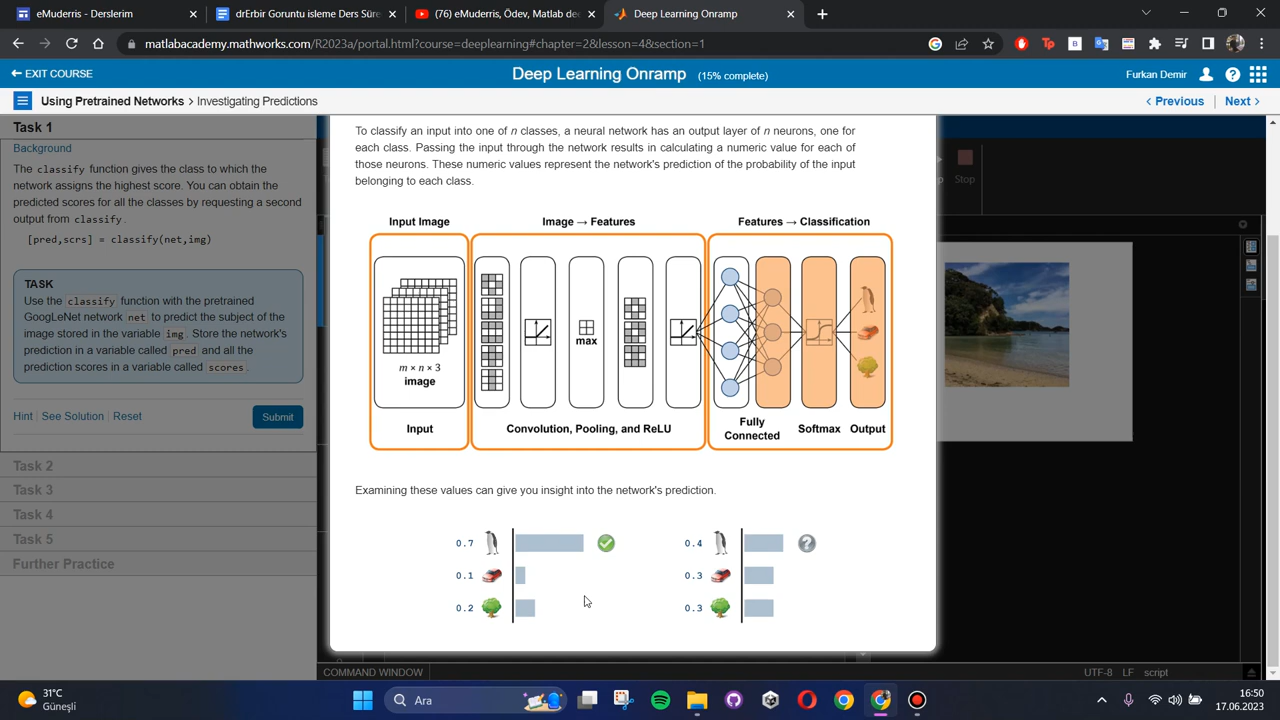 eMuderris - Derslerim
drErbir Goruntu isleme Ders Süre
(76) eMuderris, Ödev, Matlab der
Deep Learning Onramp
matlabacademy.mathworks.com/R2023a/portal.html?course=deeplearning#chapter=2&lesson=4&section=1
EXIT COURSE
Deep Learning Onramp (15% complete)
Furkan Demir
Using Pretrained Networks > Investigating Predictions
Previous
Next
Task 1
Background
The classify function gives the class to which the
network assigns the highest score. You can obtain the
predicted scores for all the classes by requesting a second
output from classify.
[pred,scrs] = classify(net,img)
TASK
Use the classify function with the pretrained
GoogLeNet network net to predict the subject of the
image stored in the variable img. Store the network's
prediction in a variable called pred and all the
prediction scores in a variable called scores.
Hint | See Solution | Reset
Submit
Task 2
Task 3
Task 4
Task 5
Further Practice
To classify an input into one of n classes, a neural network has an output layer of n neurons, one for
each class. Passing the input through the network results in calculating a numeric value for each of
those neurons. These numeric values represent the network's prediction of the probability of the input
belonging to each class.
Input Image
Image → Features
Features → Classification
max
m × n × 3
image
Input
Convolution, Pooling, and ReLU
Fully
Connected
Softmax
Output
Examining these values can give you insight into the network's prediction.
0.7
0.1
0.2
0.4
0.3
0.3
Stop
COMMAND WINDOW
UTF-8
LF
script
31°C
Güneşli
Ara
16:50
17.06.2023